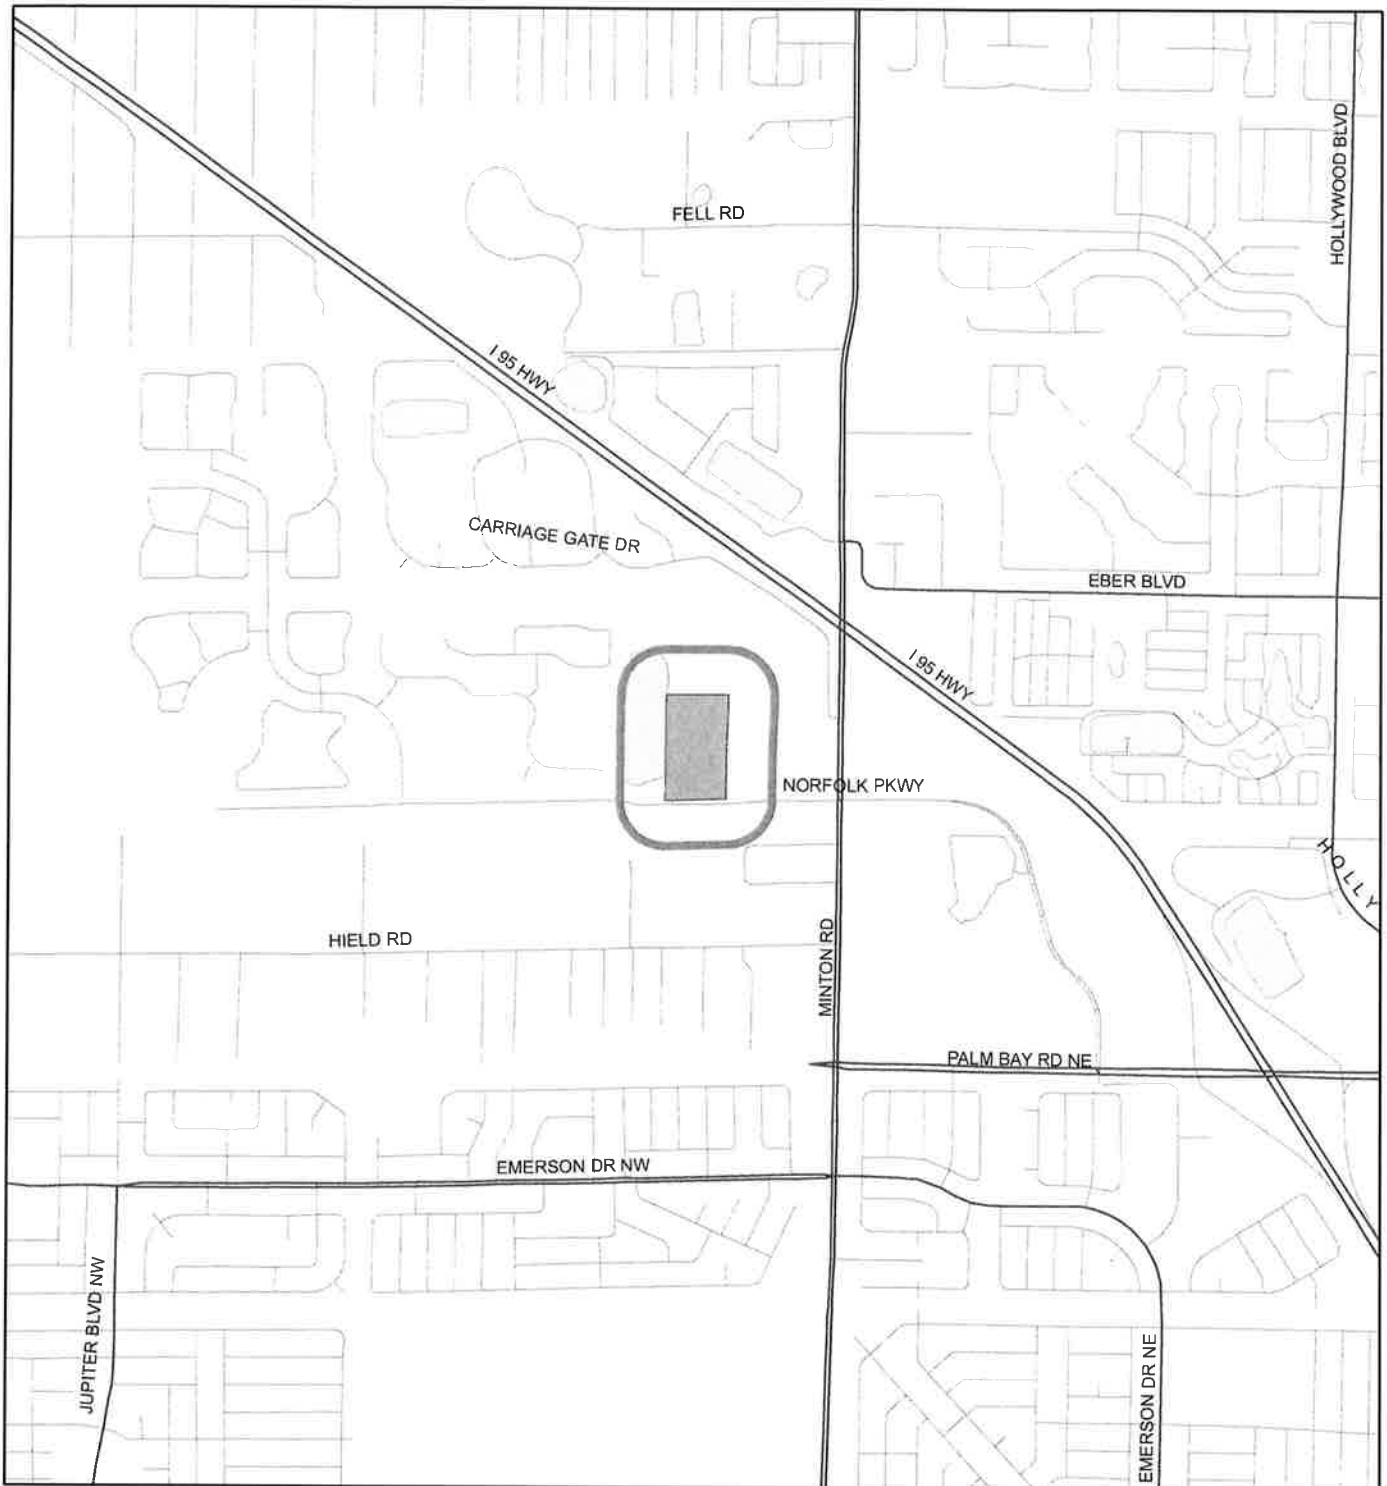 HOLLYWOOD BLVD
FELL RD
I 95 HWY
CARRIAGE GATE DR
EBER BLVD
I 95 HWY
NORFOLK PKWY
HOLLY
HIELD RD
MINTON RD
PALM BAY RD NE
EMERSON DR NW
JUPITER BLVD NW
EMERSON DR NE